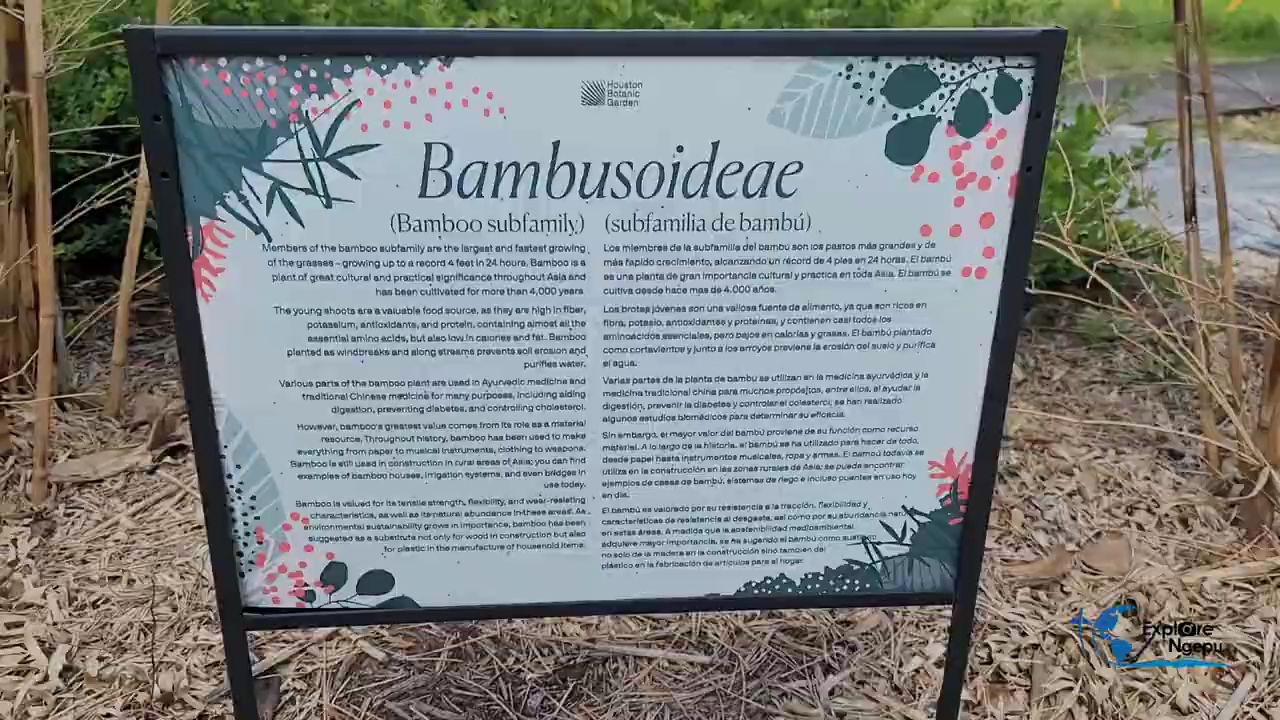 Houston
Botanic
Garden
Bambusoideae
(Bamboo subfamily)
Members of the bamboo subfamily are the largest and fastest growing
of the grasses – growing up to a record 4 feet in 24 hours. Bamboo is a
plant of great cultural and practical significance throughout Asia and
has been cultivated for more than 4,000 years.
The young shoots are a valuable food source, as they are high in fiber,
potassium, antioxidants, and protein, containing almost all the
essential amino acids, but also low in calories and fat. Bamboo
planted as windbreaks and along streams prevents soil erosion and
purifies water.
Various parts of the bamboo plant are used in Ayurvedic medicine and
traditional Chinese medicine for many purposes, including aiding
digestion, preventing diabetes, and controlling cholesterol.
However, bamboo's greatest value comes from its role as a material
resource. Throughout history, bamboo has been used to make
everything from paper to musical instruments, clothing to weapons.
Bamboo is still used in construction in rural areas of Asia; you can find
examples of bamboo houses, irrigation systems, and even bridges in
use today.
Bamboo is valued for its tensile strength, flexibility, and wear-resisting
characteristics, as well as its natural abundance in these areas. As
environmental sustainability grows in importance, bamboo has been
suggested as a substitute not only for wood in construction but also
for plastic in the manufacture of household items.
(subfamilia de bambú)
Los miembros de la subfamilia del bambú son los pastos más grandes y de
más rápido crecimiento, alcanzando un récord de 4 pies en 24 horas. El bambú
es una planta de gran importancia cultural y práctica en toda Asia. El bambú se
cultiva desde hace mas de 4.000 años.
Los brotes jóvenes son una valiosa fuente de alimento, ya que son ricos en
fibra, potasio, antioxidantes y proteínas, y contienen casi todos los
aminoácidos esenciales, pero bajos en calorías y grasas. El bambú plantado
como cortavientos y junto a los arroyos previene la erosión del suelo y purifica
el agua.
Varias partes de la planta de bambú se utilizan en la medicina ayurvédica y la
medicina tradicional china para muchos propósitos, entre ellos, el ayudar la
digestión, prevenir la diabetes y controlar el colesterol; se han realizado
algunos estudios biomédicos para determinar su eficacia.
Sin embargo, el mayor valor del bambú proviene de su función como recurso
material. A lo largo de la historia, el bambú se ha utilizado para hacer de todo,
desde papel hasta instrumentos musicales, ropa y armas. El bambú todavía se
utiliza en la construcción en las zonas rurales de Asia; se puede encontrar
ejemplos de casas de bambú, sistemas de riego e incluso puentes en uso hoy
en día.
El bambú es valorado por su resistencia a la tracción, flexibilidad y
características de resistencia al desgaste, así como por su abundancia
en estas áreas. A medida que la sostenibilidad medioambiental
adquiere mayor importancia, se ha sugerido el bambú como
no solo de la madera en la construcción sino también del
plástico en la fabricación de artículos para el hogar.
Explore
Ngepu